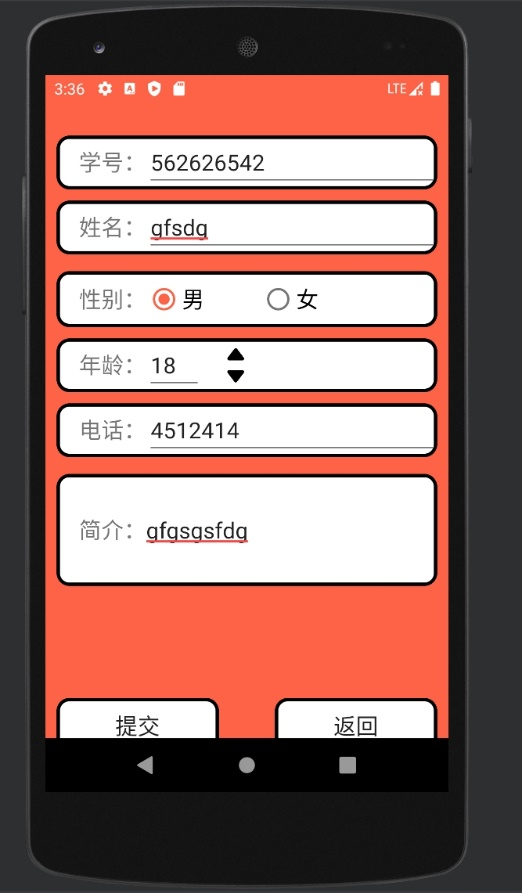 3:36 LTE
学号：562626542
姓名：gfsdg
性别：男 女
年龄：18
电话：4512414
简介：gfgsgsfdg
提交 返回